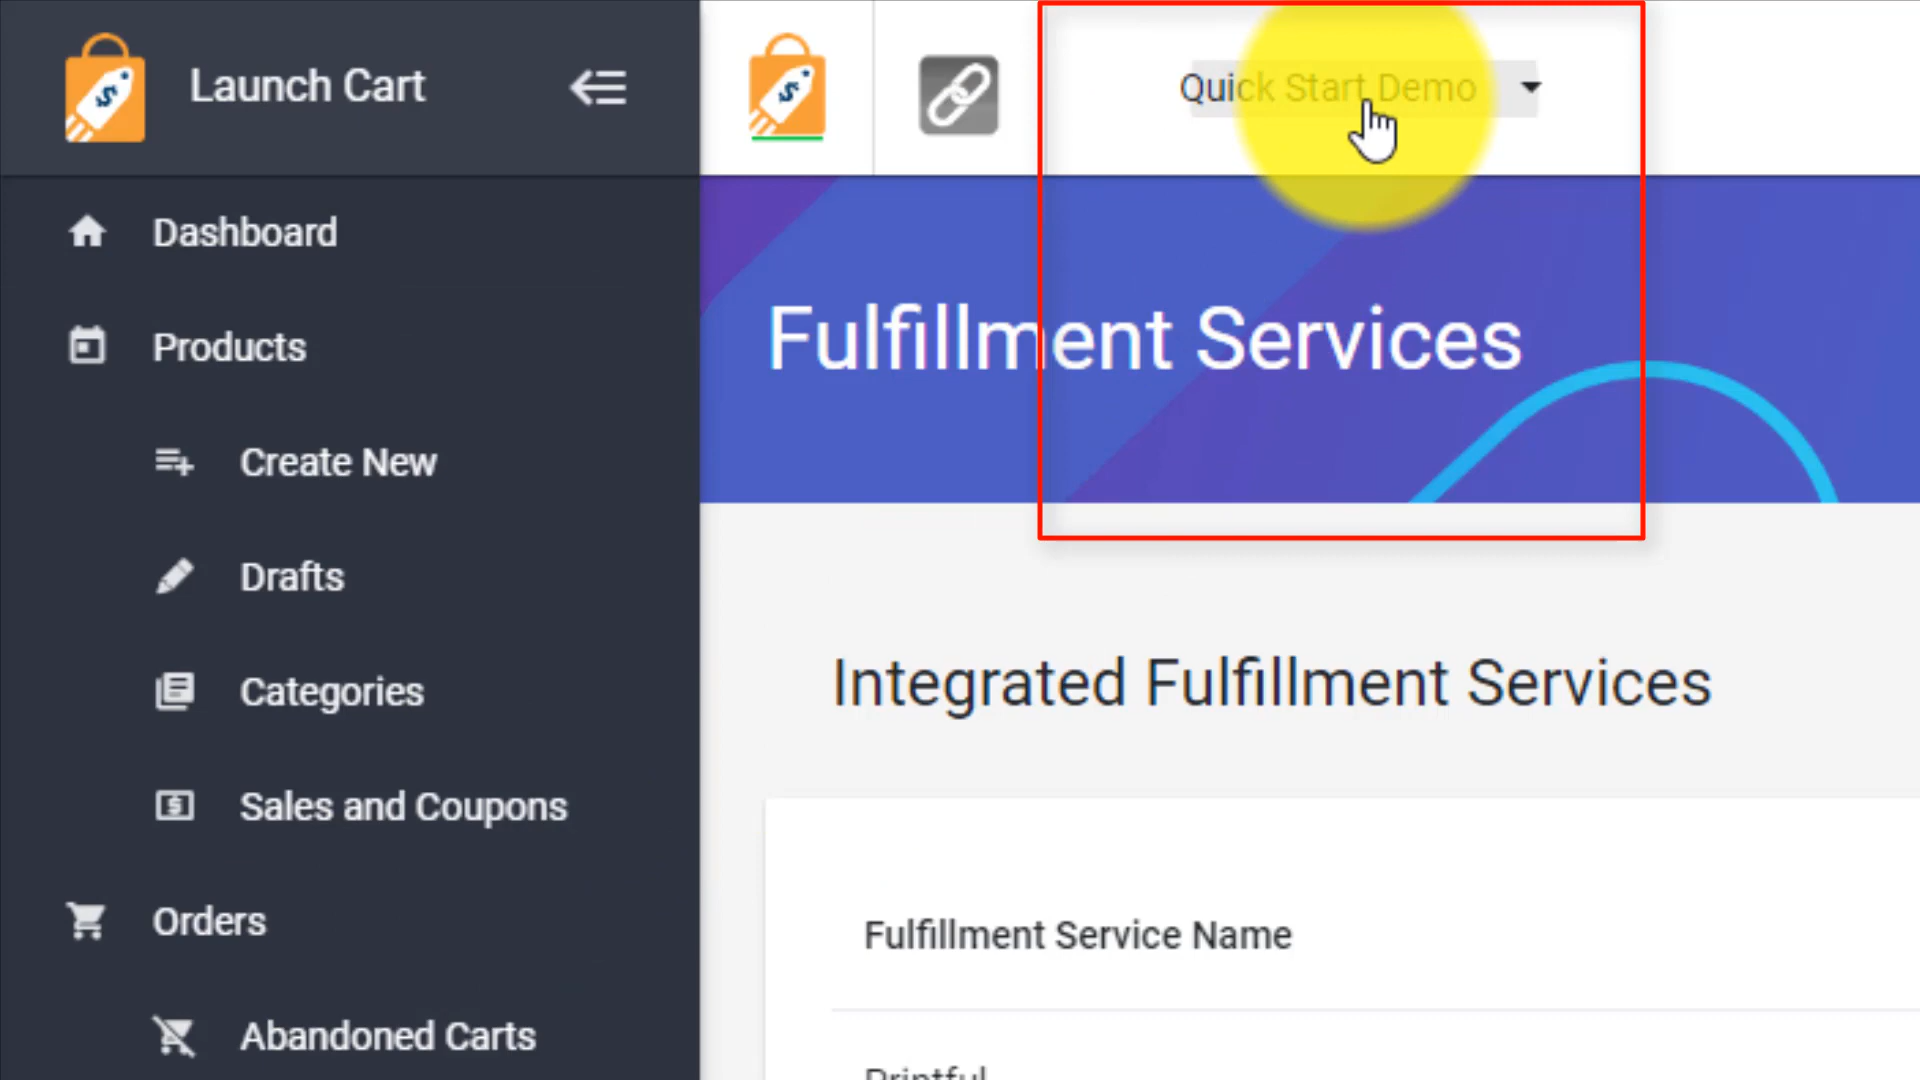 Launch Cart
Quick Start Demo
Dashboard
Products
Create New
Drafts
Categories
Sales and Coupons
Orders
Abandoned Carts
Fulfillment Services
Integrated Fulfillment Services
Fulfillment Service Name
Printful